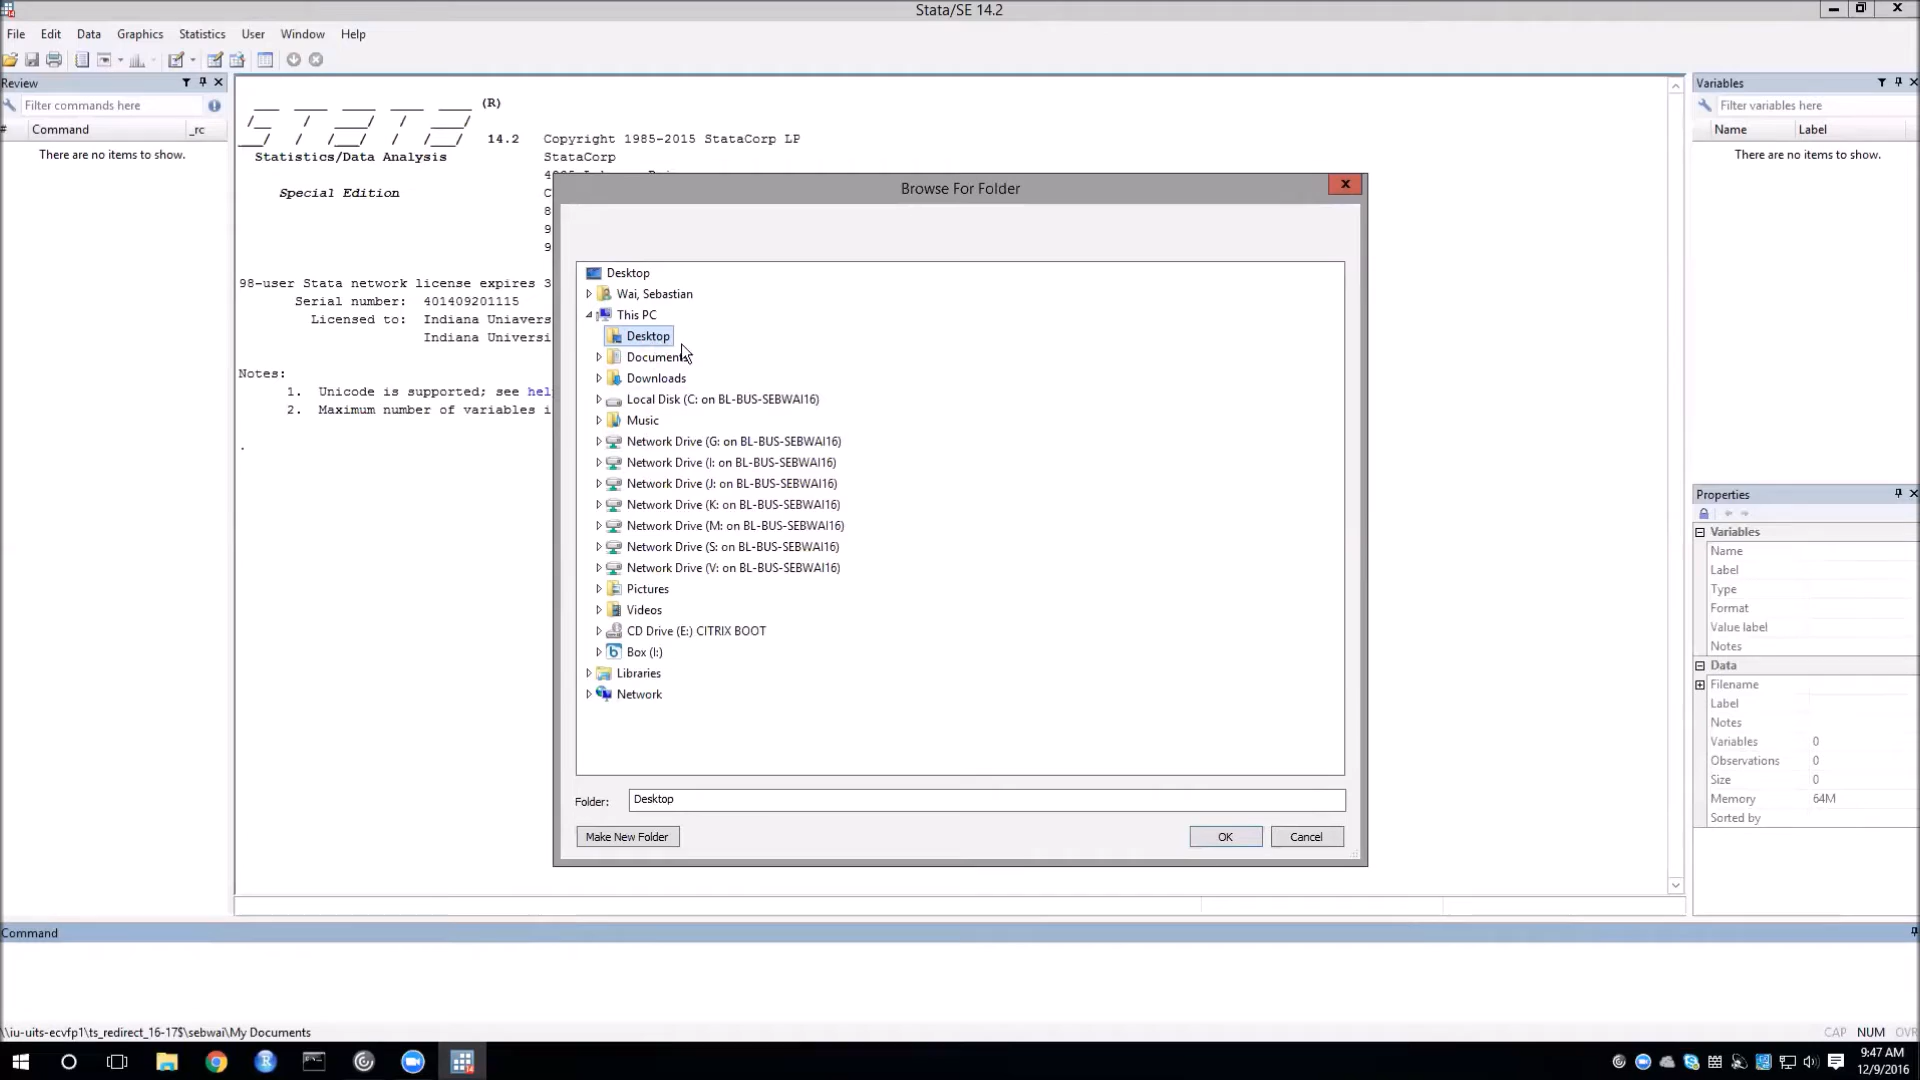 Stata/SE 14.2
File Edit Data Graphics Statistics User Window Help
Review
Filter commands here
# Command _rc
There are no items to show.
(R)
14.2 Copyright 1985-2015 StataCorp LP
Statistics/Data Analysis StataCorp
Special Edition
98-user Stata network license expires 3
Serial number: 401409201115
Licensed to: Indiana Uniavers
Indiana Universi
Notes:
1. Unicode is supported; see hel
2. Maximum number of variables i
.
Browse For Folder
Desktop
Wai, Sebastian
This PC
Desktop
Documents
Downloads
Local Disk (C: on BL-BUS-SEBWAI16)
Music
Network Drive (G: on BL-BUS-SEBWAI16)
Network Drive (I: on BL-BUS-SEBWAI16)
Network Drive (J: on BL-BUS-SEBWAI16)
Network Drive (K: on BL-BUS-SEBWAI16)
Network Drive (M: on BL-BUS-SEBWAI16)
Network Drive (S: on BL-BUS-SEBWAI16)
Network Drive (V: on BL-BUS-SEBWAI16)
Pictures
Videos
CD Drive (E:) CITRIX BOOT
Box (I:)
Libraries
Network
Folder: Desktop
Make New Folder OK Cancel
Variables
Filter variables here
Name Label
There are no items to show.
Properties
Variables
Name
Label
Type
Format
Value label
Notes
Data
Filename
Label
Notes
Variables 0
Observations 0
Size 0
Memory 64M
Sorted by
Command
\\iu-uits-ecvfp1\ts_redirect_16-17$\sebwai\My Documents
CAP NUM OVR
9:47 AM
12/9/2016